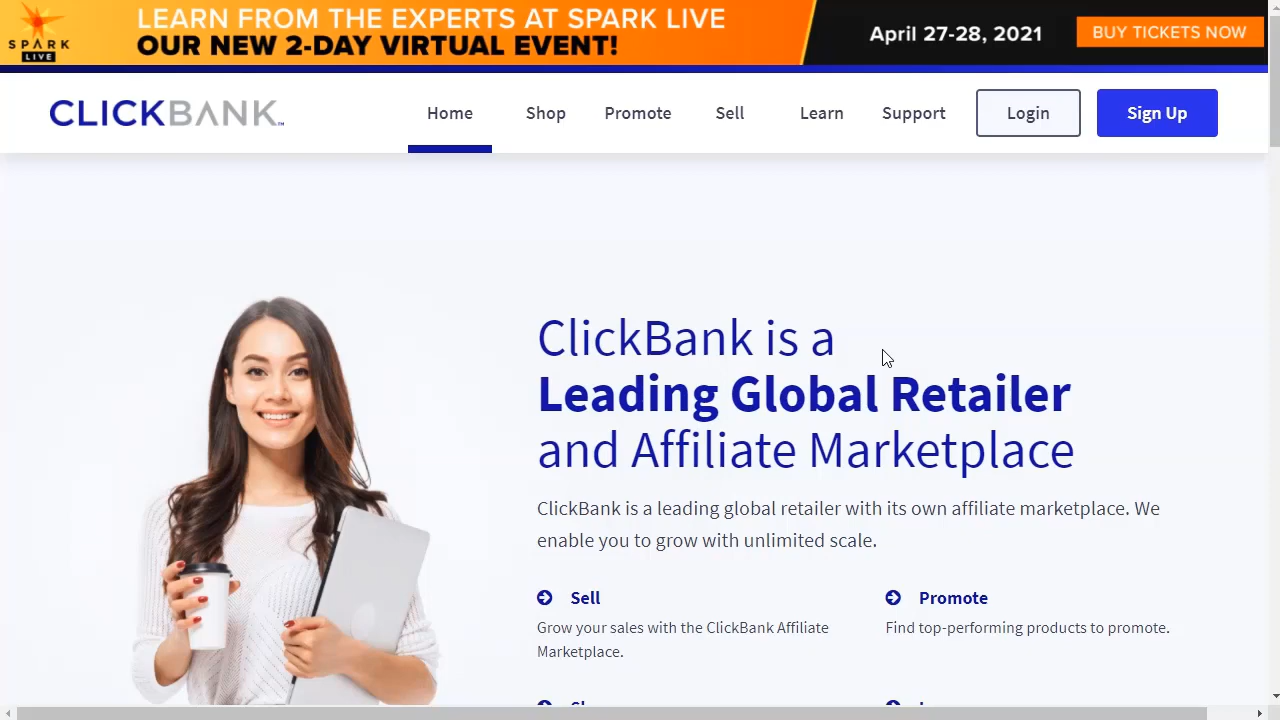 LEARN FROM THE EXPERTS AT SPARK LIVE
OUR NEW 2-DAY VIRTUAL EVENT!
SPARK
LIVE
April 27-28, 2021
BUY TICKETS NOW
CLICKBANK™
Home
Shop
Promote
Sell
Learn
Support
Login
Sign Up
ClickBank is a
Leading Global Retailer
and Affiliate Marketplace
ClickBank is a leading global retailer with its own affiliate marketplace. We
enable you to grow with unlimited scale.
Sell
Grow your sales with the ClickBank Affiliate
Marketplace.
Promote
Find top-performing products to promote.